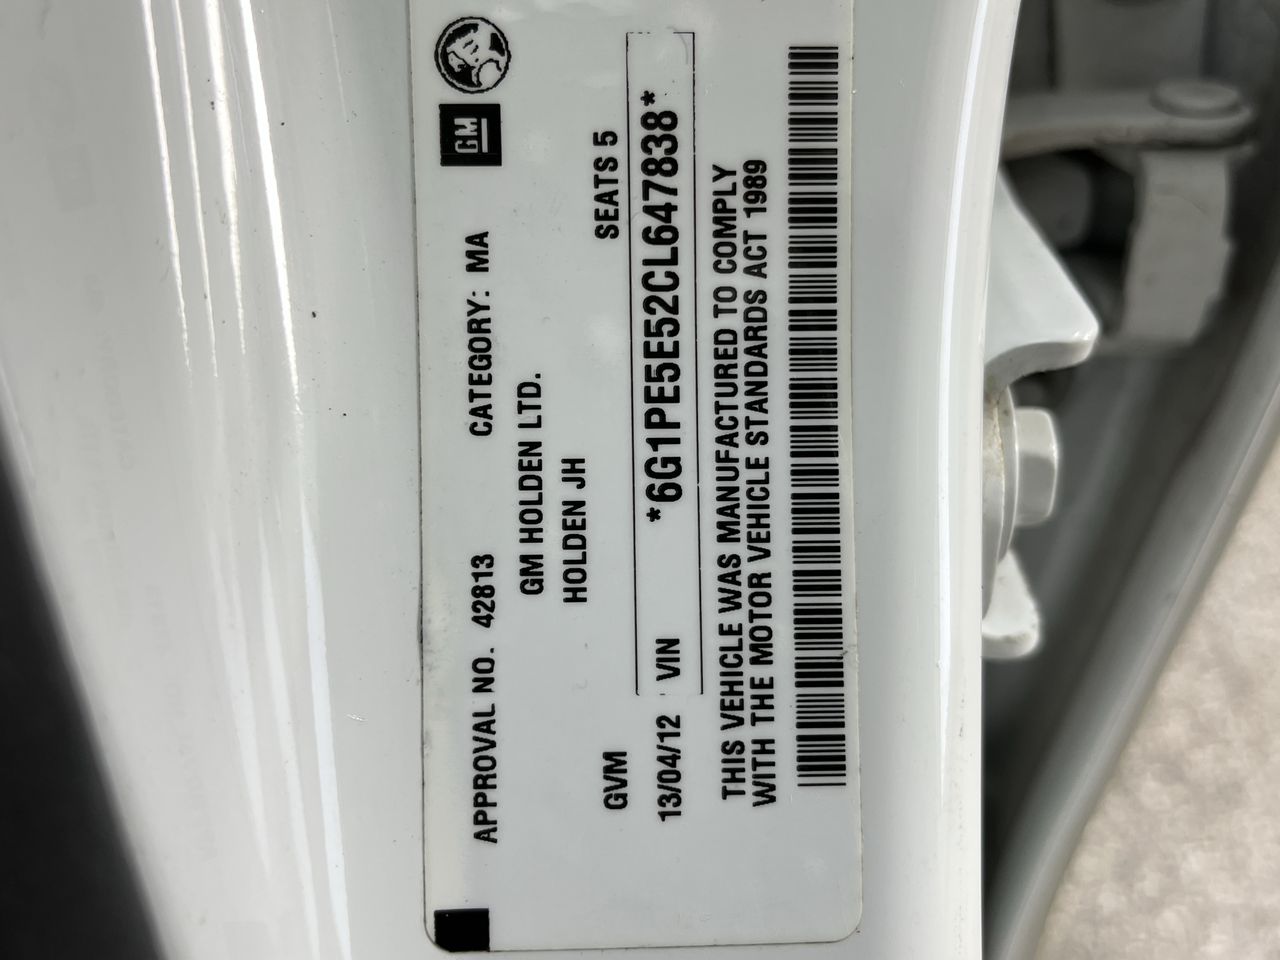 GM
APPROVAL NO. 42813 CATEGORY: MA
GM HOLDEN LTD.
HOLDEN JH
GVM SEATS 5
13/04/12 VIN *6G1PE5E52CL647838*
THIS VEHICLE WAS MANUFACTURED TO COMPLY
WITH THE MOTOR VEHICLE STANDARDS ACT 1989